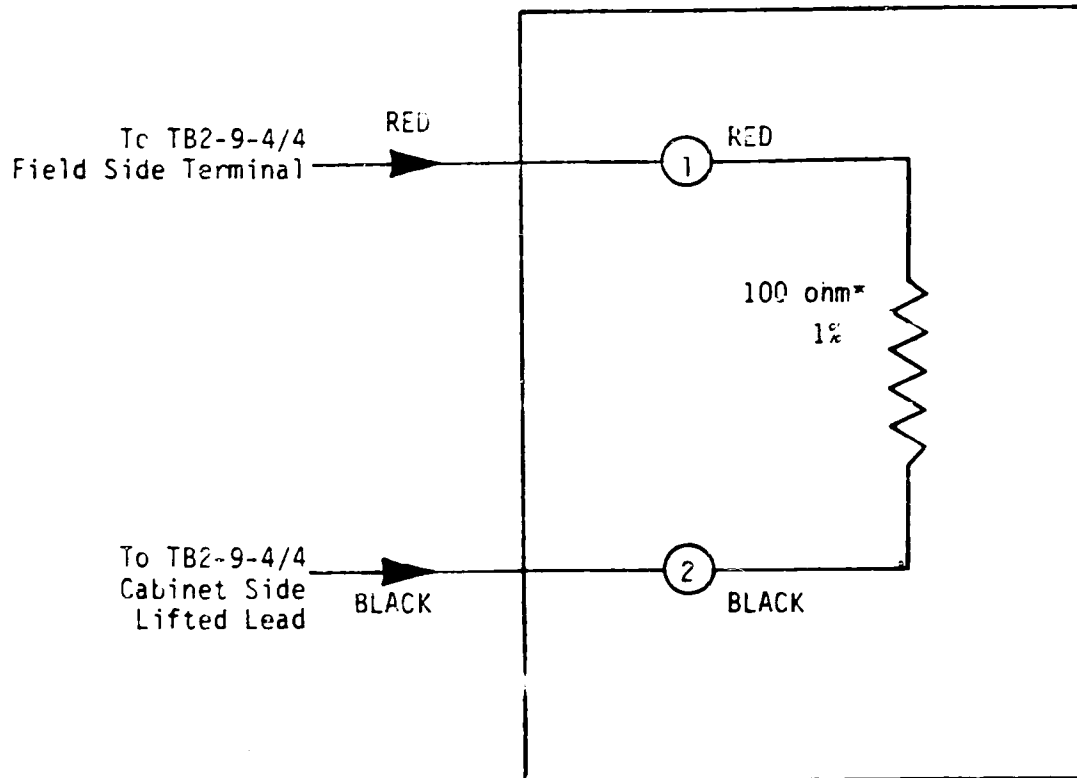 RED
To TB2-9-4/4
Field Side Terminal
1
RED
100 ohm*
1%
To TB2-9-4/4
Cabinet Side
Lifted Lead
BLACK
2
BLACK